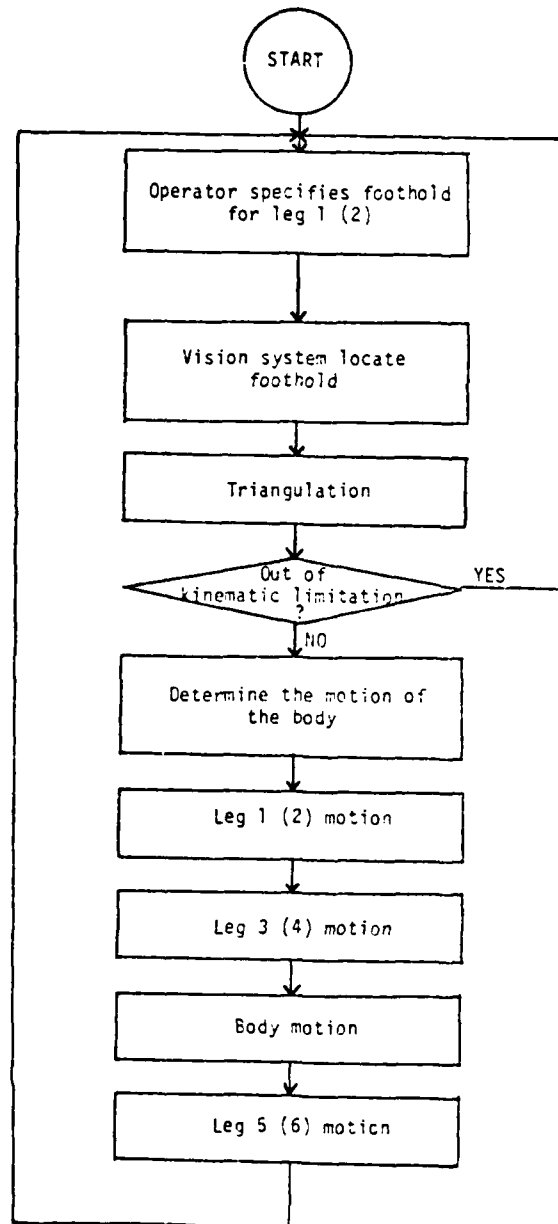 START
Operator specifies foothold
for leg 1 (2)
Vision system locate
foothold
Triangulation
Out of
kinematic limitation
?
YES
NO
Determine the motion of
the body
Leg 1 (2) motion
Leg 3 (4) motion
Body motion
Leg 5 (6) motion